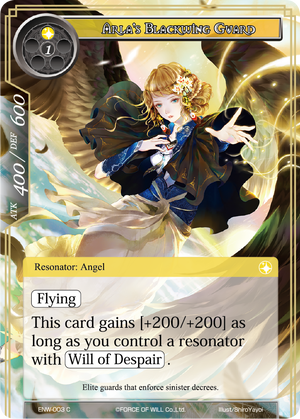 Arla's Blackwing Guard
1
ATK 400 / DEF 600
Resonator: Angel
Flying
This card gains [+200/+200] as
long as you control a resonator
with Will of Despair.
Elite guards that enforce sinister decrees.
ENW-003 C ©FORCE OF WILL Co.,Ltd. Illust/ShiroYayoi